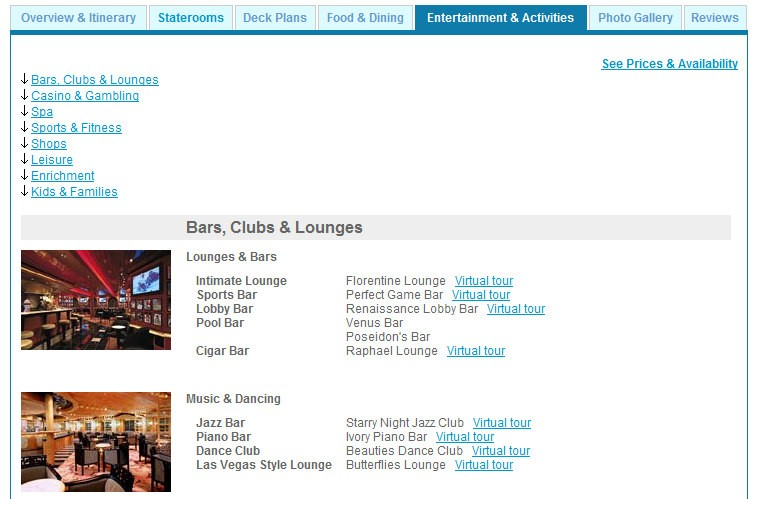 Overview & Itinerary Staterooms Deck Plans Food & Dining Entertainment & Activities Photo Gallery Reviews
See Prices & Availability
Bars, Clubs & Lounges
Casino & Gambling
Spa
Sports & Fitness
Shops
Leisure
Enrichment
Kids & Families
Bars, Clubs & Lounges
Lounges & Bars
Intimate Lounge Florentine Lounge Virtual tour
Sports Bar Perfect Game Bar Virtual tour
Lobby Bar Renaissance Lobby Bar Virtual tour
Pool Bar Venus Bar
Poseidon's Bar
Cigar Bar Raphael Lounge Virtual tour
Music & Dancing
Jazz Bar Starry Night Jazz Club Virtual tour
Piano Bar Ivory Piano Bar Virtual tour
Dance Club Beauties Dance Club Virtual tour
Las Vegas Style Lounge Butterflies Lounge Virtual tour